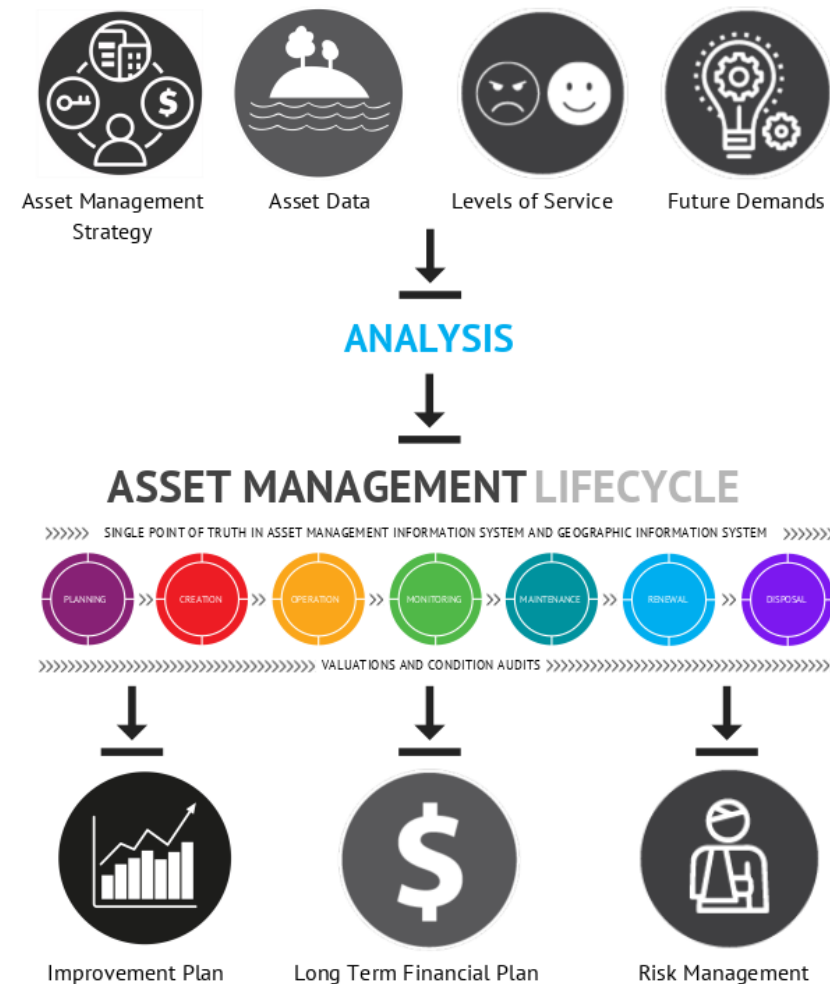 Asset Management
Strategy
Asset Data
Levels of Service
Future Demands
ANALYSIS
ASSET MANAGEMENT LIFECYCLE
SINGLE POINT OF TRUTH IN ASSET MANAGEMENT INFORMATION SYSTEM AND GEOGRAPHIC INFORMATION SYSTEM
PLANNING
CREATION
OPERATION
MONITORING
MAINTENANCE
RENEWAL
DISPOSAL
VALUATIONS AND CONDITION AUDITS
Improvement Plan
Long Term Financial Plan
Risk Management